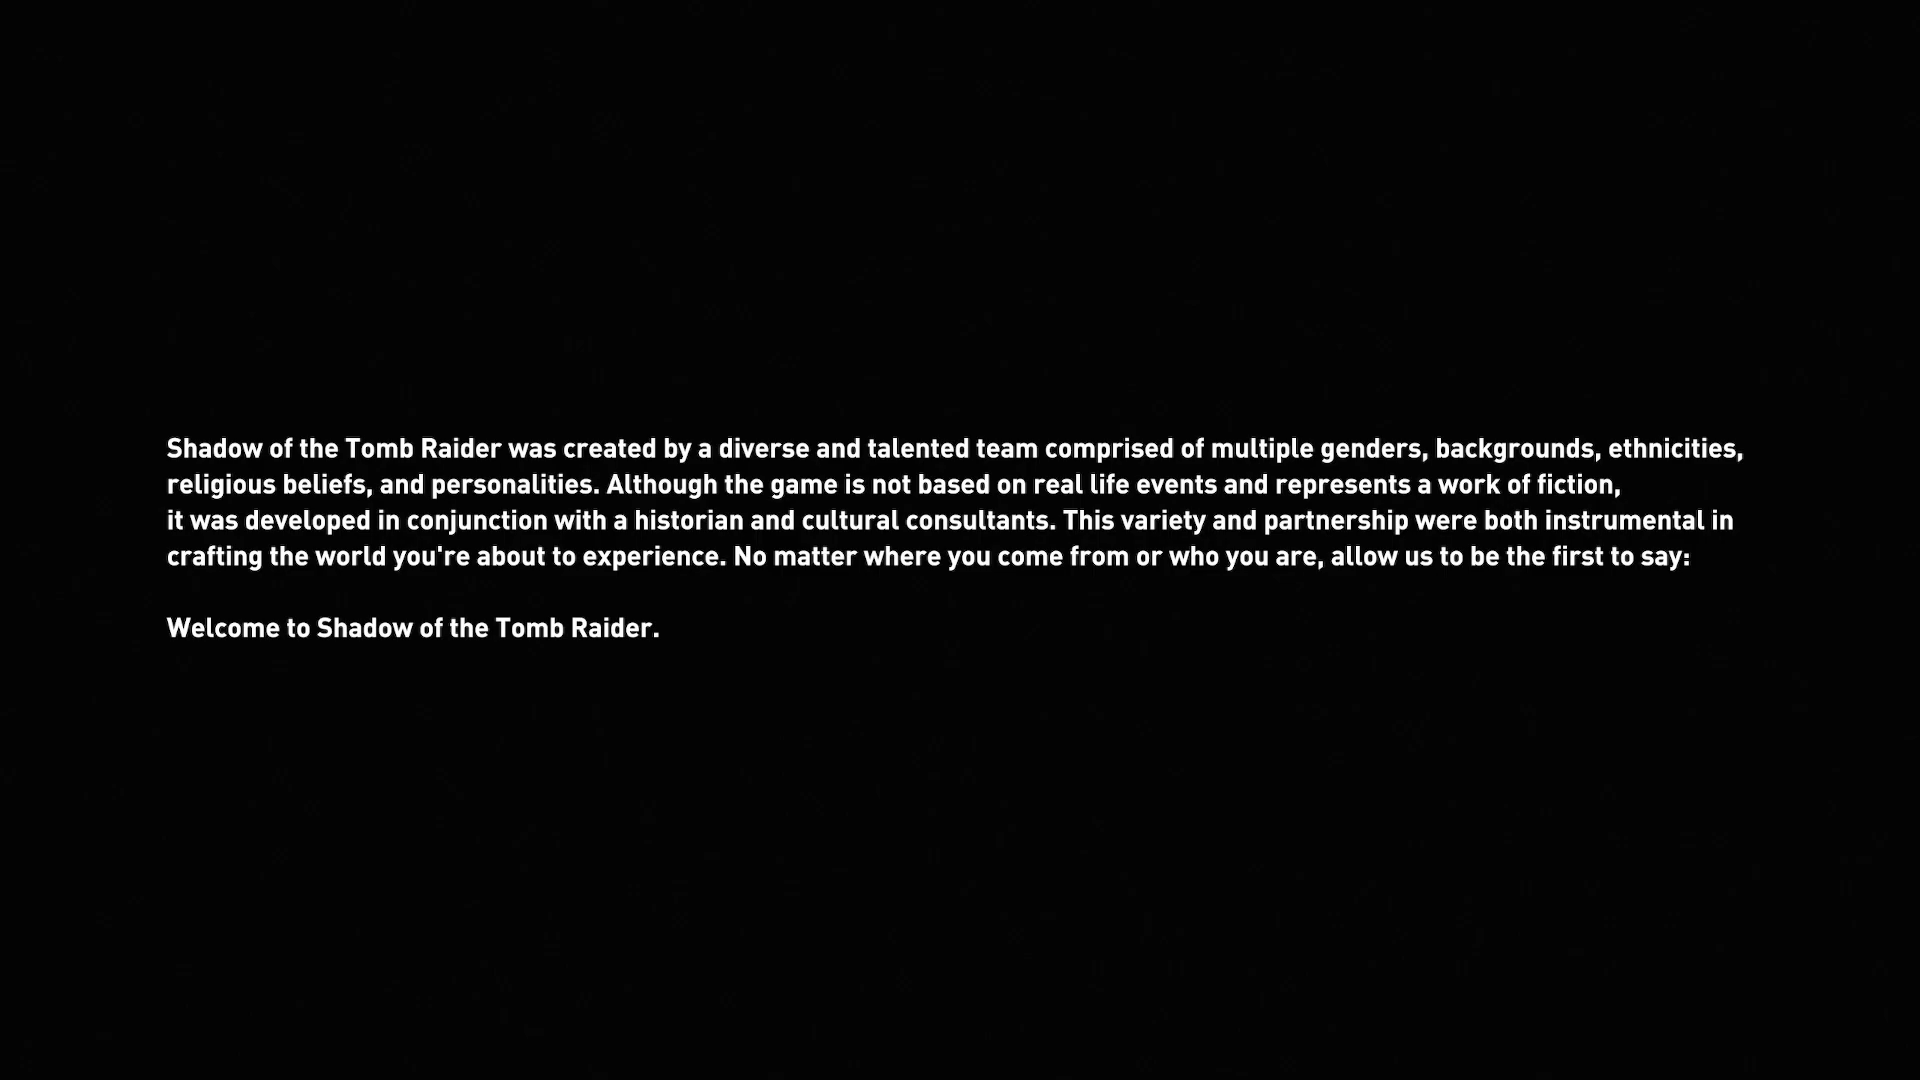 Shadow of the Tomb Raider was created by a diverse and talented team comprised of multiple genders, backgrounds, ethnicities,
religious beliefs, and personalities. Although the game is not based on real life events and represents a work of fiction,
it was developed in conjunction with a historian and cultural consultants. This variety and partnership were both instrumental in
crafting the world you're about to experience. No matter where you come from or who you are, allow us to be the first to say:
Welcome to Shadow of the Tomb Raider.